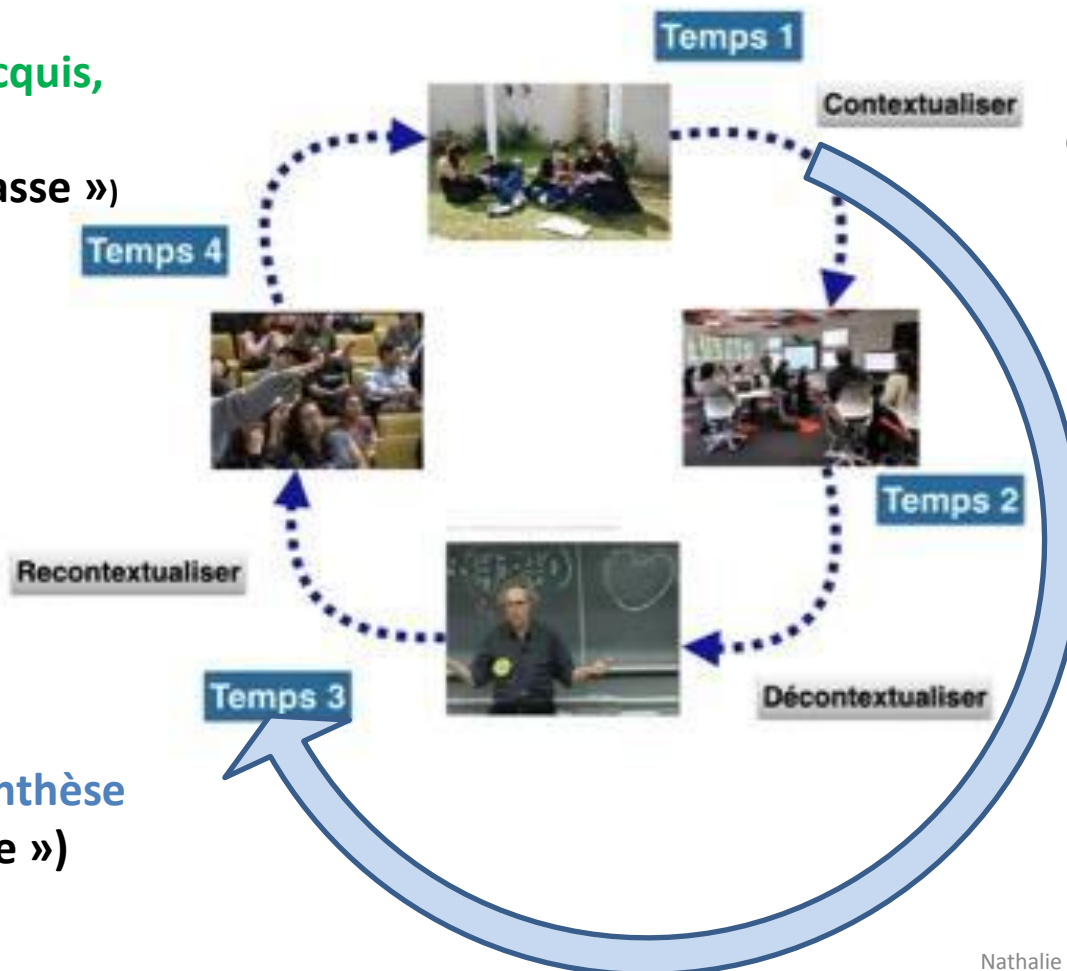 Temps 1
cquis,
Contextualiser
asse »)
Temps 4
Temps 2
Recontextualiser
Décontextualiser
Temps 3
nthèse
e »)
Nathalie